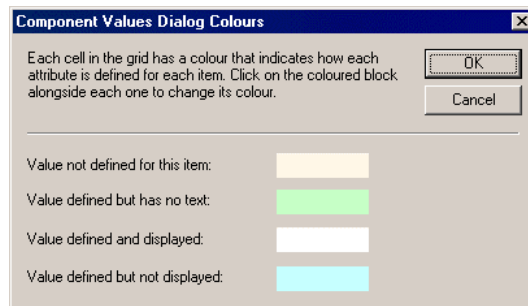 Component Values Dialog Colours
Each cell in the grid has a colour that indicates how each
attribute is defined for each item. Click on the coloured block
alongside each one to change its colour.
OK
Cancel
Value not defined for this item:
Value defined but has no text:
Value defined and displayed:
Value defined but not displayed: